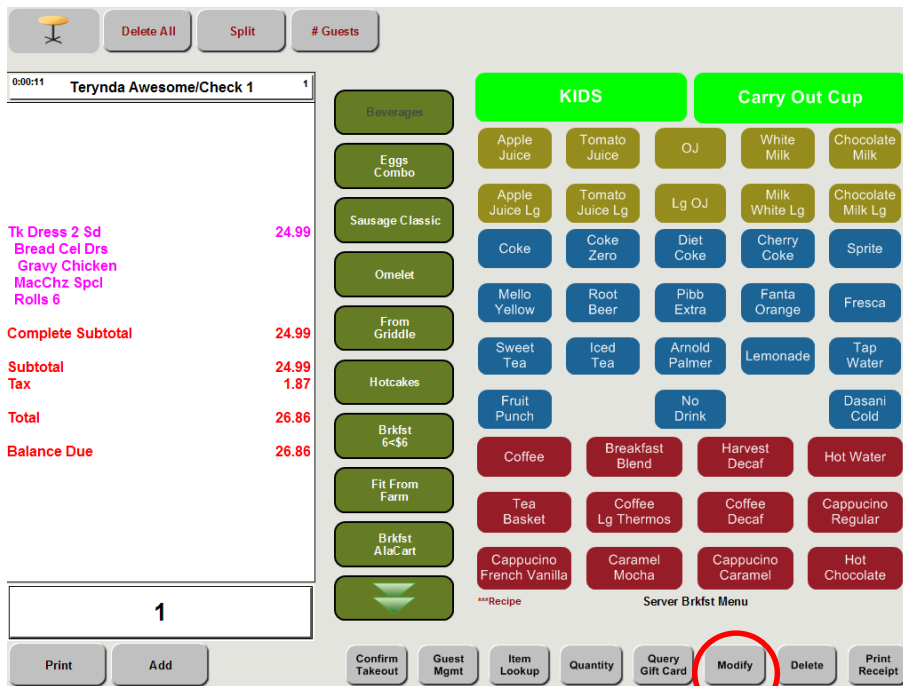 Delete All
Split
# Guests
0:00:11
Terynda Awesome/Check 1
1
Tk Dress 2 Sd 24.99
Bread Cel Drs
Gravy Chicken
MacChz Spcl
Rolls 6
Complete Subtotal 24.99
Subtotal 24.99
Tax 1.87
Total 26.86
Balance Due 26.86
1
Print
Add
Beverages
Eggs
Combo
Sausage Classic
Omelet
From
Griddle
Hotcakes
Brkfst
6<$6
Fit From
Farm
Brkfst
AlaCart
KIDS
Carry Out Cup
Apple
Juice
Tomato
Juice
OJ
White
Milk
Chocolate
Milk
Apple
Juice Lg
Tomato
Juice Lg
Lg OJ
Milk
White Lg
Chocolate
Milk Lg
Coke
Coke
Zero
Diet
Coke
Cherry
Coke
Sprite
Mello
Yellow
Root
Beer
Pibb
Extra
Fanta
Orange
Fresca
Sweet
Tea
Iced
Tea
Arnold
Palmer
Lemonade
Tap
Water
Fruit
Punch
No
Drink
Dasani
Cold
Coffee
Breakfast
Blend
Harvest
Decaf
Hot Water
Tea
Basket
Coffee
Lg Thermos
Coffee
Decaf
Cappucino
Regular
Cappucino
French Vanilla
Caramel
Mocha
Cappucino
Caramel
Hot
Chocolate
***Recipe
Server Brkfst Menu
Confirm
Takeout
Guest
Mgmt
Item
Lookup
Quantity
Query
Gift Card
Modify
Delete
Print
Receipt